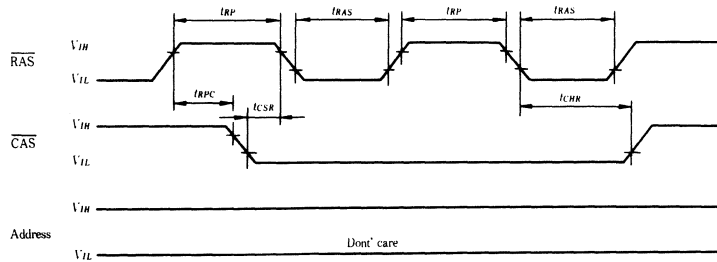 tRP tRAS tRP tRAS
RAS
VIH
VIL
tRPC tCSR tCHR
CAS
VIH
VIL
Address
VIH
VIL
Dont' care